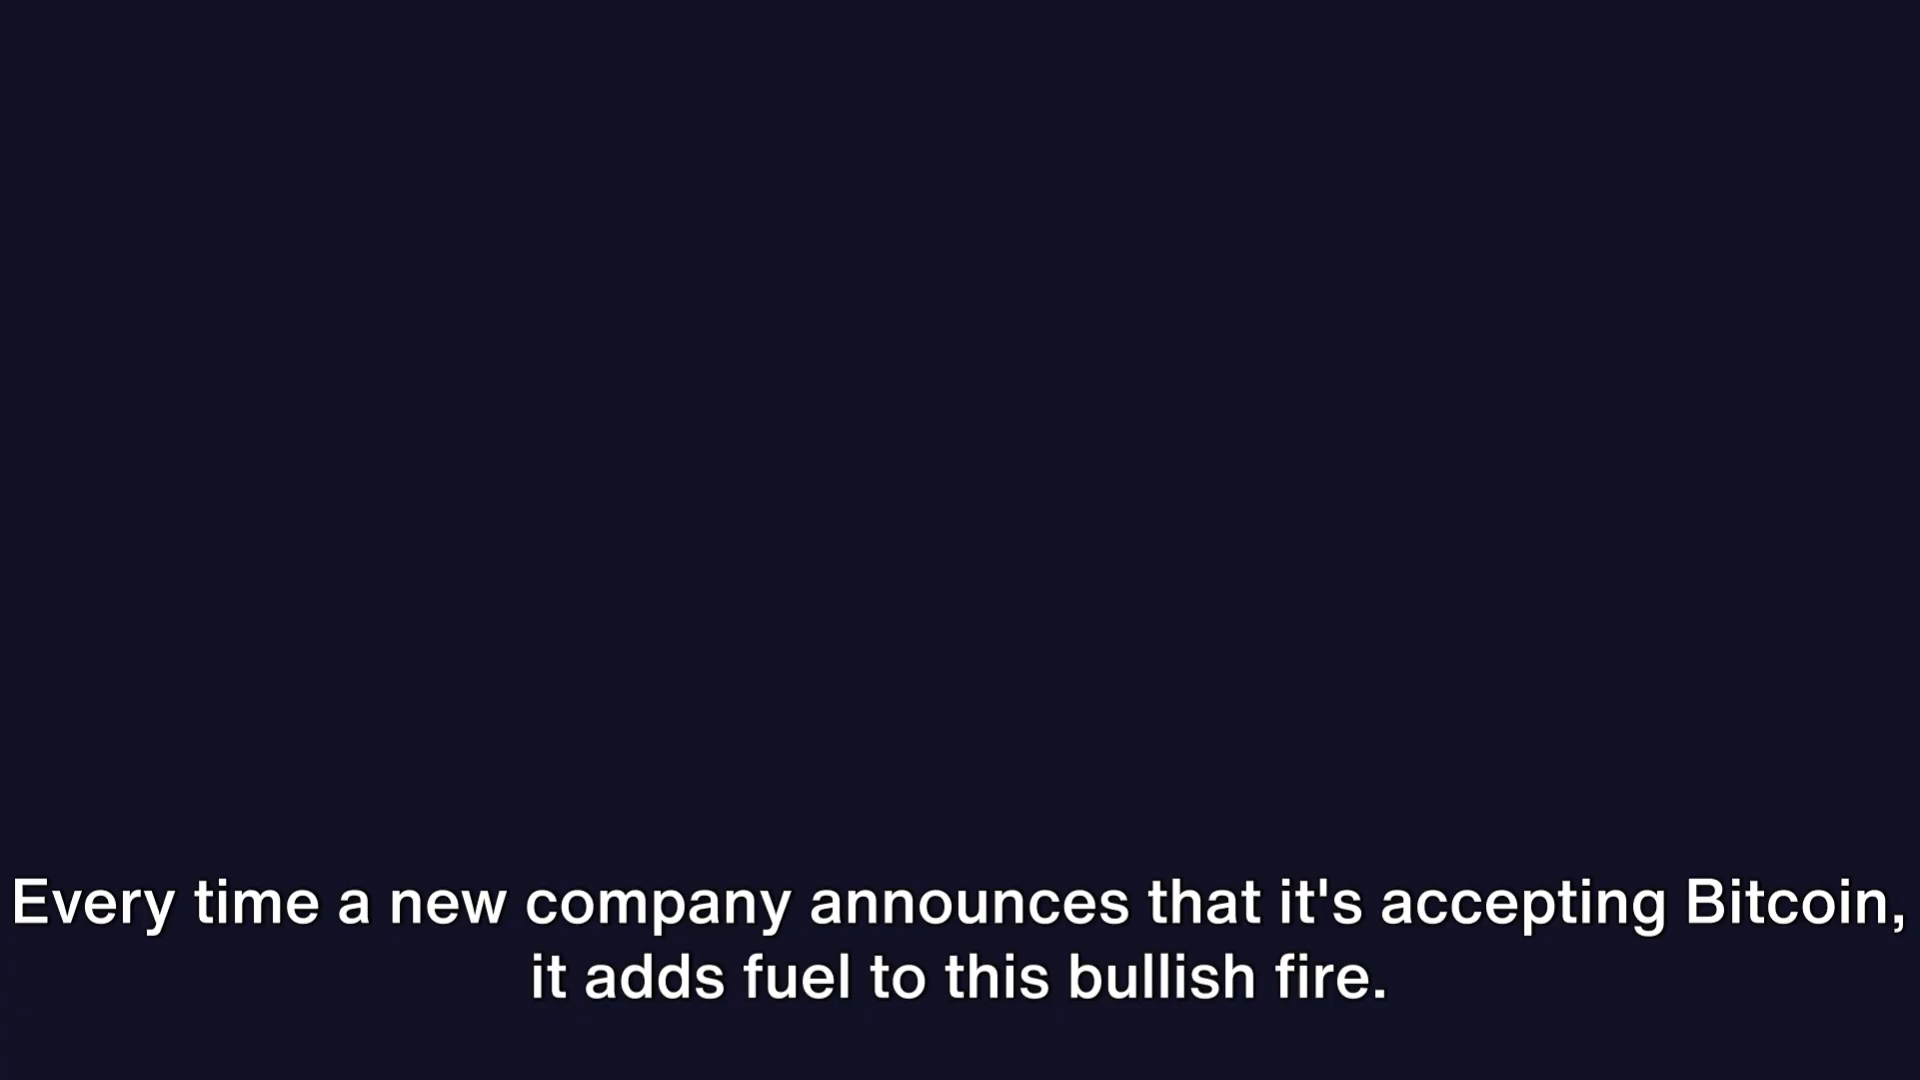 Every time a new company announces that it's accepting Bitcoin,
it adds fuel to this bullish fire.